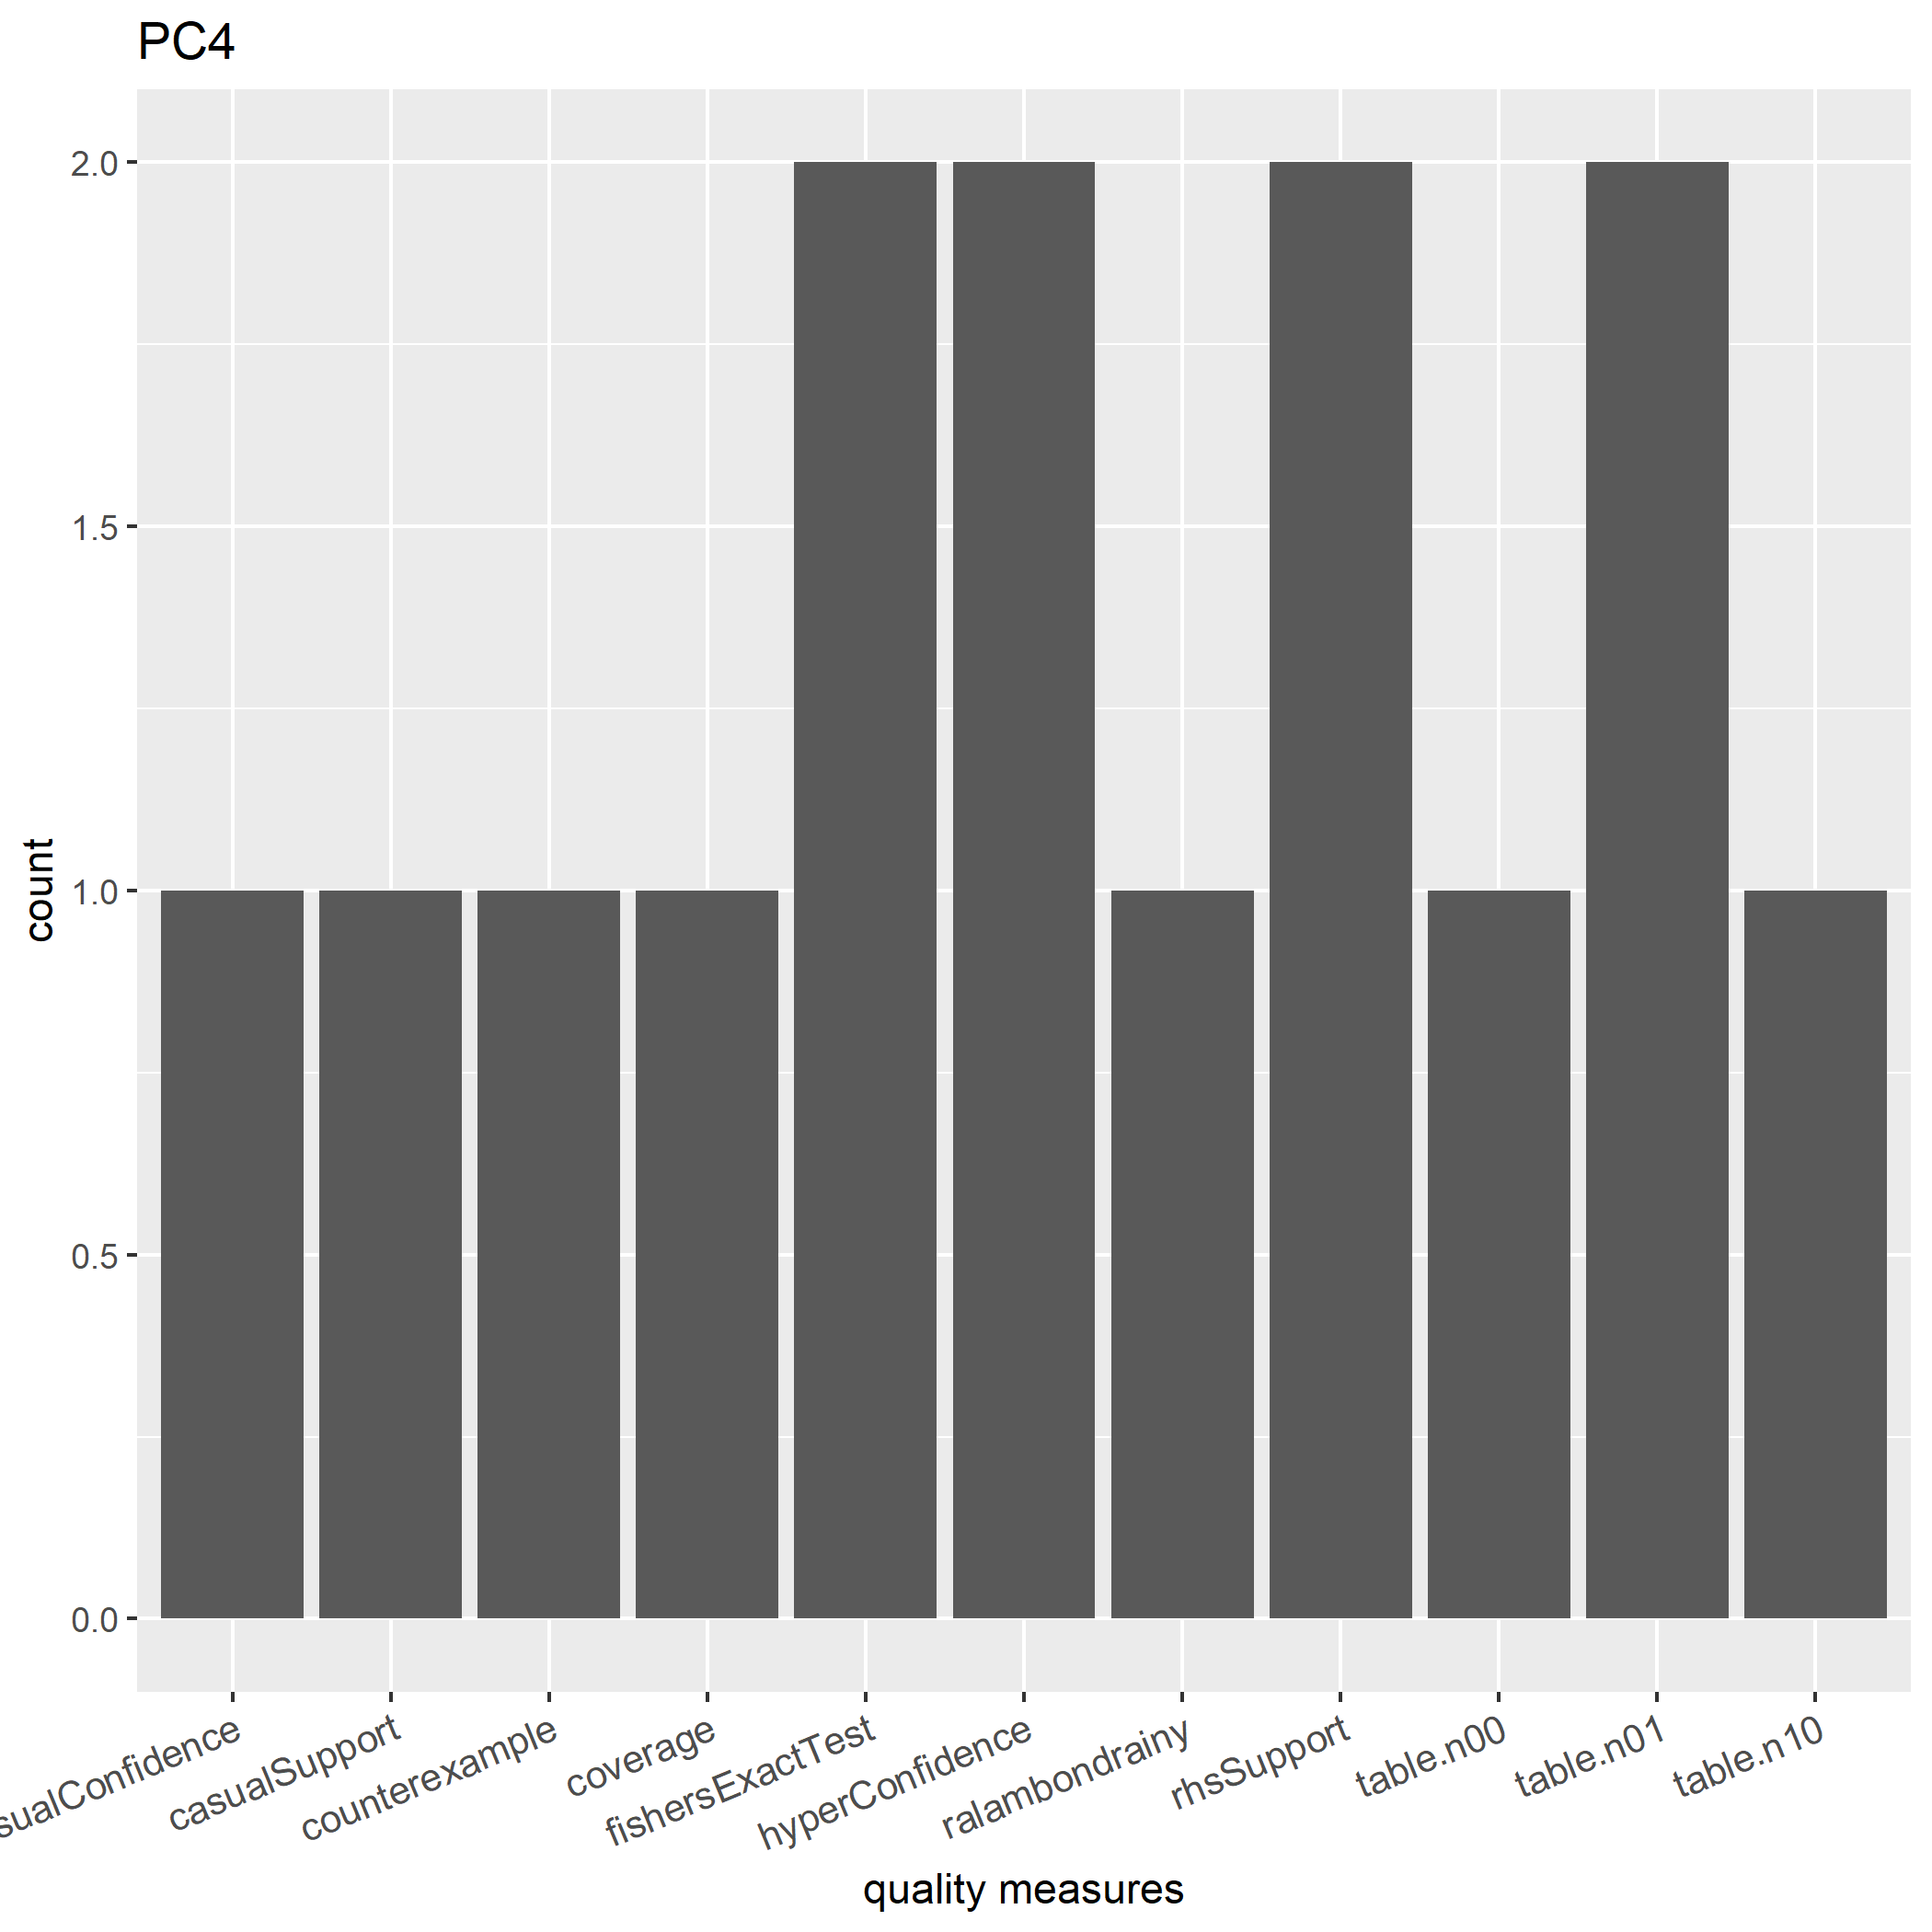 PC4
2.0
1.5
1.0
0.5
0.0
count
sualConfidence
casualSupport
counterexample
coverage
fishersExactTest
hyperConfidence
ralambondrainy
rhsSupport
table.n00
table.n01
table.n10
quality measures